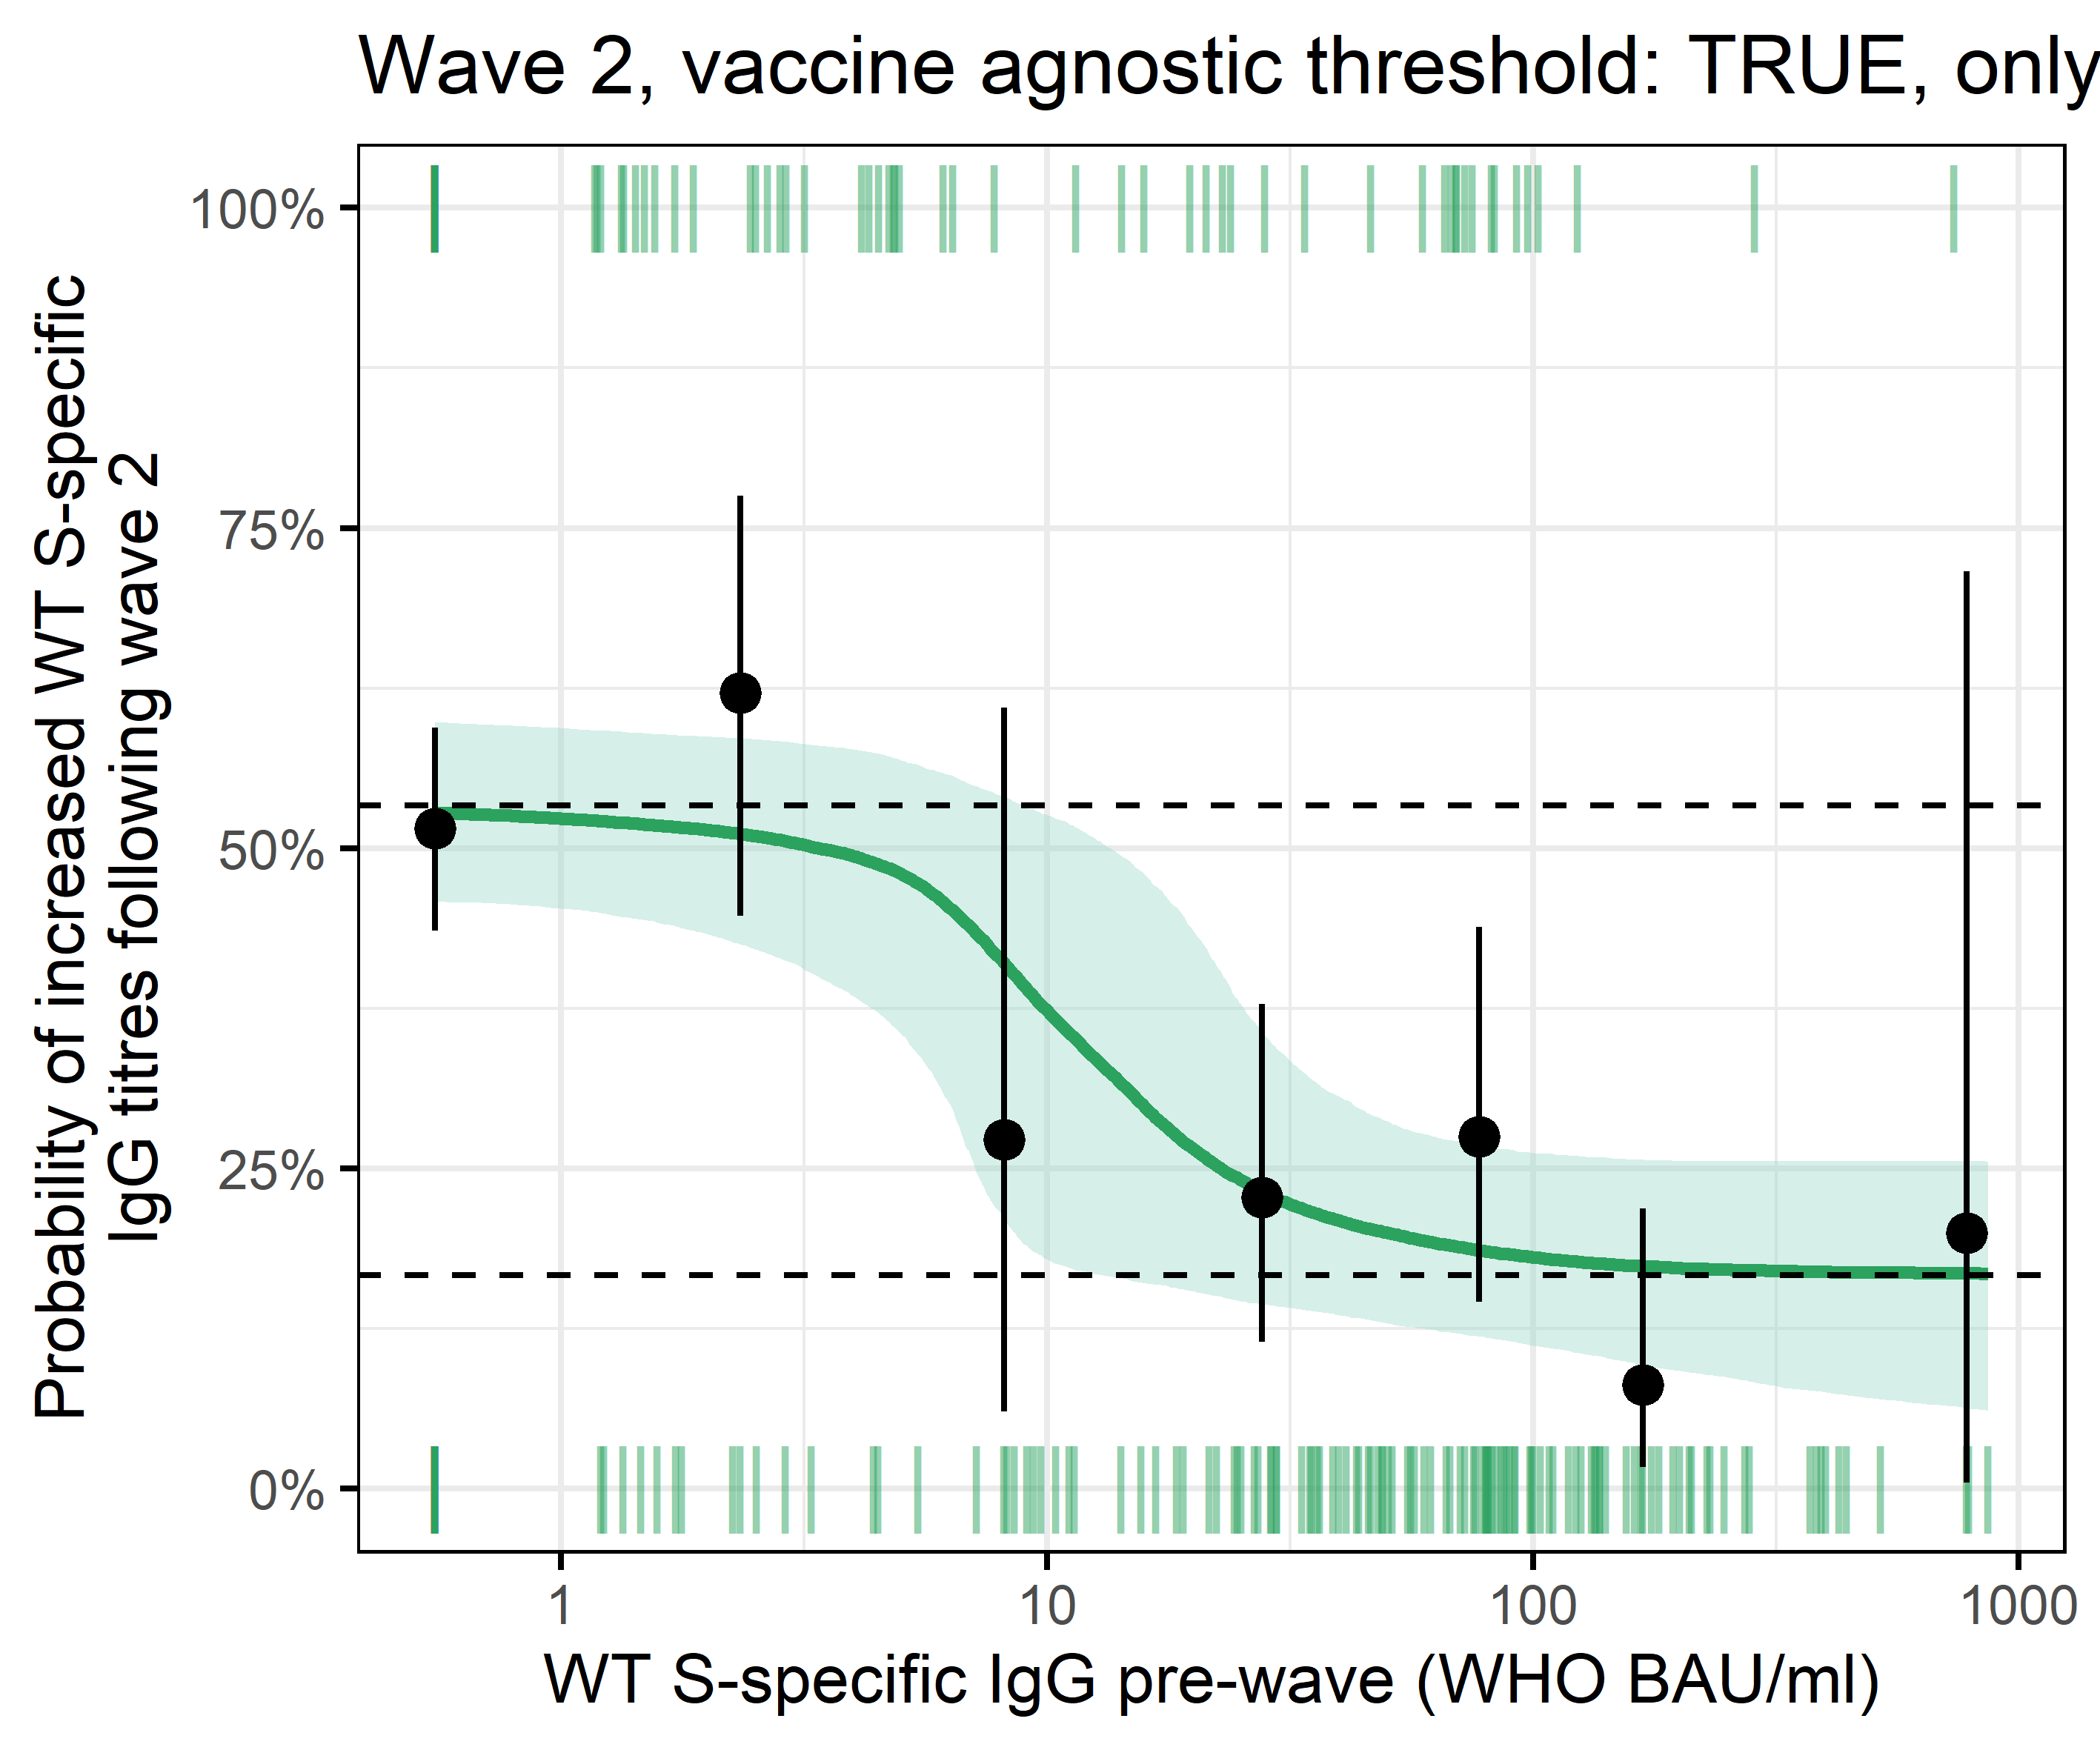 Wave 2, vaccine agnostic threshold: TRUE, only
Probability of increased WT S-specific
IgG titres following wave 2
100%
75%
50%
25%
0%
1
10
100
1000
WT S-specific IgG pre-wave (WHO BAU/ml)